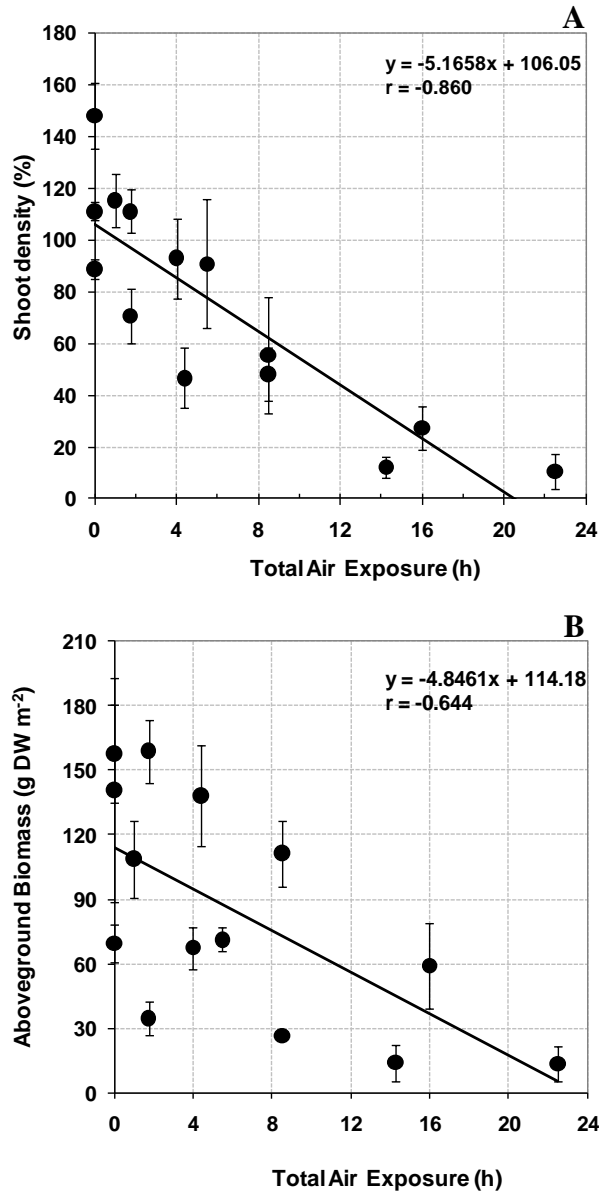 A
y = -5.1658x + 106.05
r = -0.860
180
160
140
120
100
80
60
40
20
0
Shoot density (%)
0 4 8 12 16 20 24
Total Air Exposure (h)
B
y = -4.8461x + 114.18
r = -0.644
210
180
150
120
90
60
30
0
Aboveground Biomass (g DW m-2)
0 4 8 12 16 20 24
Total Air Exposure (h)